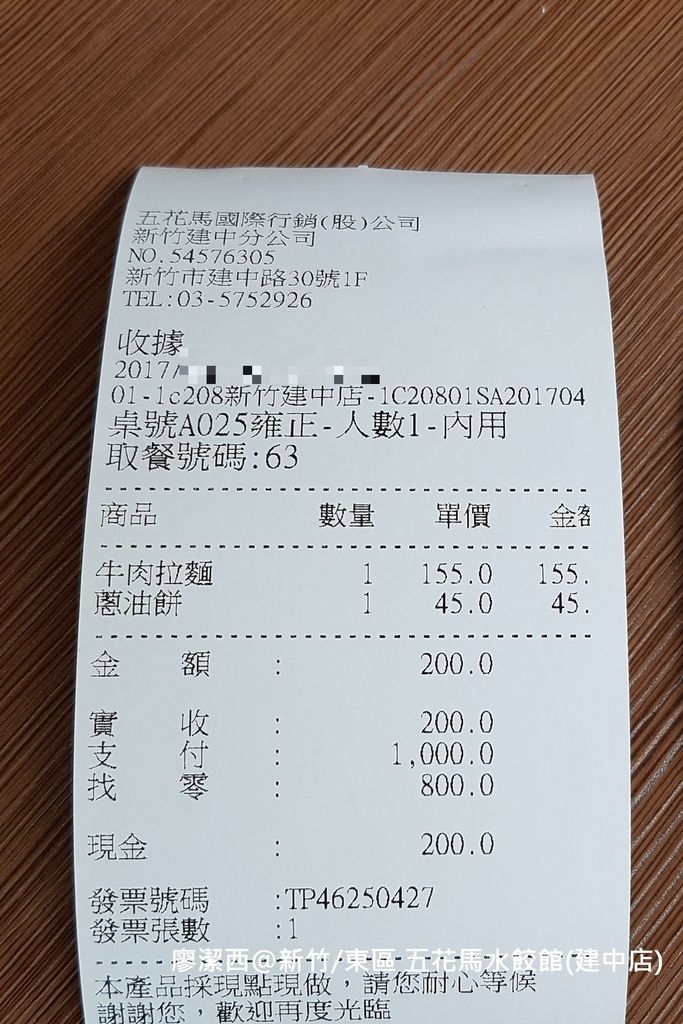 五花馬國際行銷(股)公司
新竹建中分公司
NO.54576305
新竹市建中路30號1F
TEL:03-5752926
收據
2017/
01-1c208新竹建中店-1C20801SA201704
桌號A025雍正-人數1-內用
取餐號碼:63
商品 數量 單價 金額
牛肉拉麵 1 155.0 155.
蔥油餅 1 45.0 45.
金 額 : 200.0
實 收 : 200.0
支 付 : 1,000.0
找 零 : 800.0
現金 : 200.0
發票號碼 :TP46250427
發票張數 :1
廖潔西@新竹/東區 五花馬水餃館(建中店)
本產品採現點現做，請您耐心等候
謝謝您，歡迎再度光臨